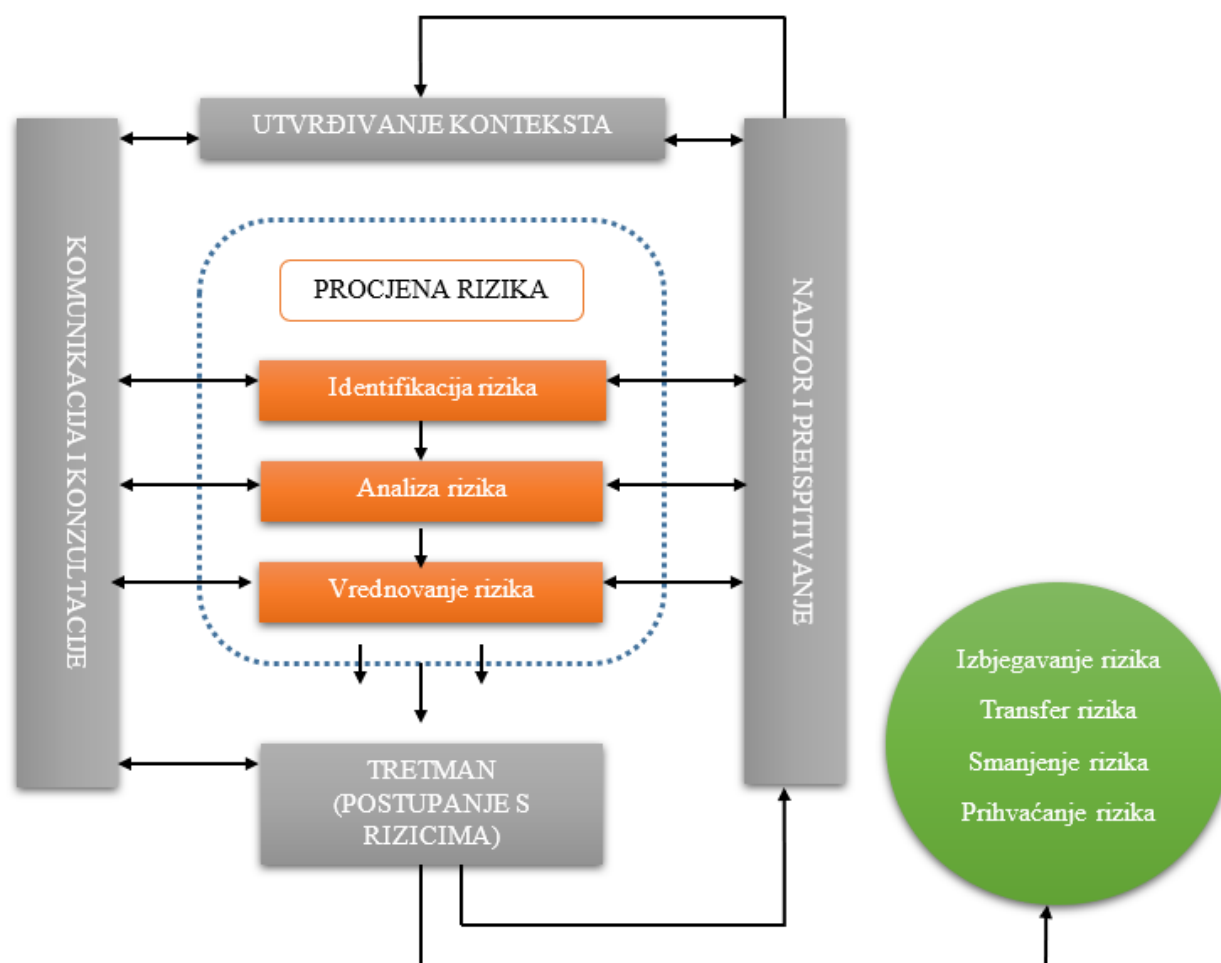 UTVRĐIVANJE KONTEKSTA
KOMUNIKACIJA I KONZULTACIJE
PROCJENA RIZIKA
Identifikacija rizika
Analiza rizika
Vrednovanje rizika
TRETMAN
(POSTUPANJE S
RIZICIMA)
NADZOR I PREISPITIVANJE
Izbjegavanje rizika
Transfer rizika
Smanjenje rizika
Prihvaćanje rizika